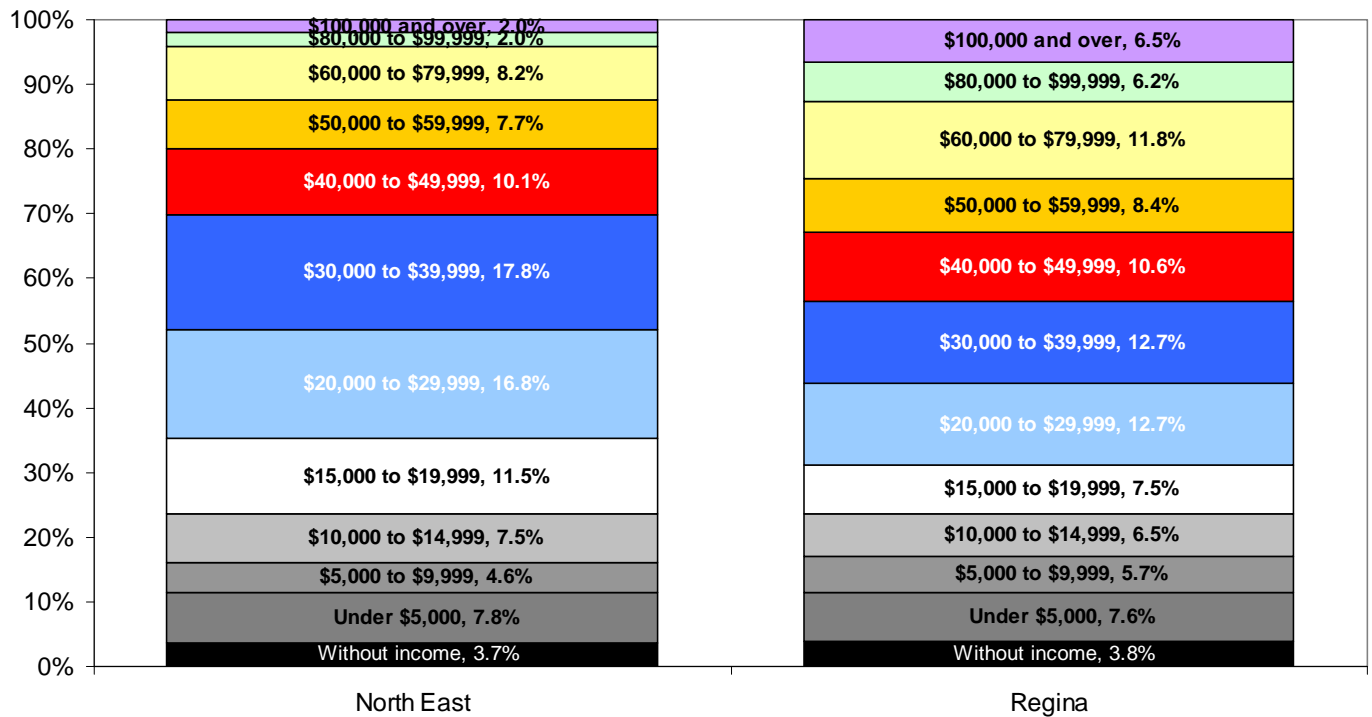 100%
90%
80%
70%
60%
50%
40%
30%
20%
10%
0%
$100,000 and over, 2.0%
$80,000 to $99,999, 2.0%
$60,000 to $79,999, 8.2%
$50,000 to $59,999, 7.7%
$40,000 to $49,999, 10.1%
$30,000 to $39,999, 17.8%
$20,000 to $29,999, 16.8%
$15,000 to $19,999, 11.5%
$10,000 to $14,999, 7.5%
$5,000 to $9,999, 4.6%
Under $5,000, 7.8%
Without income, 3.7%
North East
$100,000 and over, 6.5%
$80,000 to $99,999, 6.2%
$60,000 to $79,999, 11.8%
$50,000 to $59,999, 8.4%
$40,000 to $49,999, 10.6%
$30,000 to $39,999, 12.7%
$20,000 to $29,999, 12.7%
$15,000 to $19,999, 7.5%
$10,000 to $14,999, 6.5%
$5,000 to $9,999, 5.7%
Under $5,000, 7.6%
Without income, 3.8%
Regina